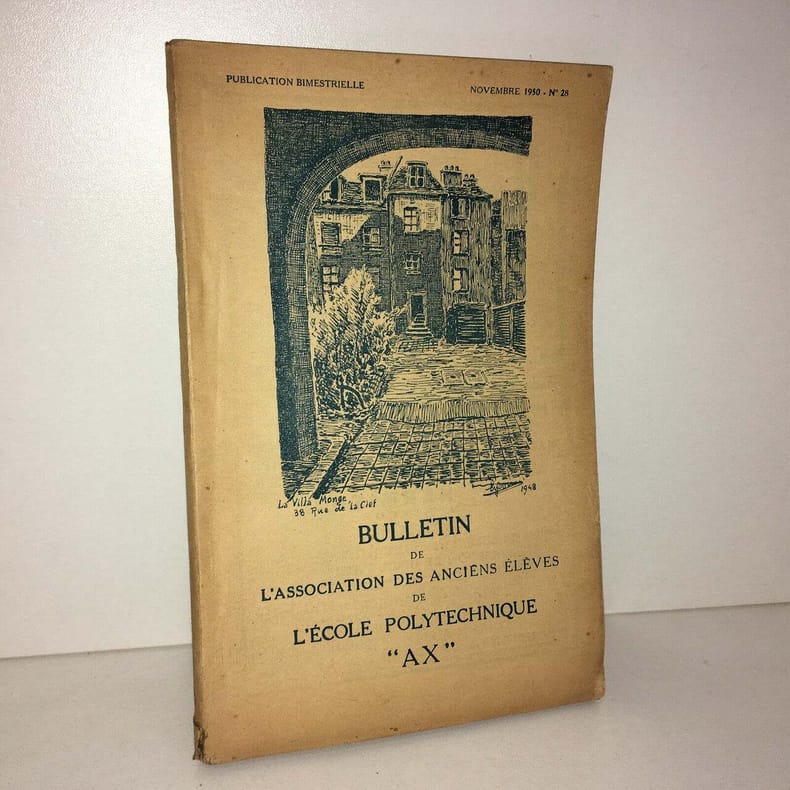 PUBLICATION BIMESTRIELLE
NOVEMBRE 1950 - N° 28
La Villa Monge
38 Rue de la Clef
1948
BULLETIN
DE
L'ASSOCIATION DES ANCIENS ÉLÈVES
DE
L'ÉCOLE POLYTECHNIQUE
"AX"